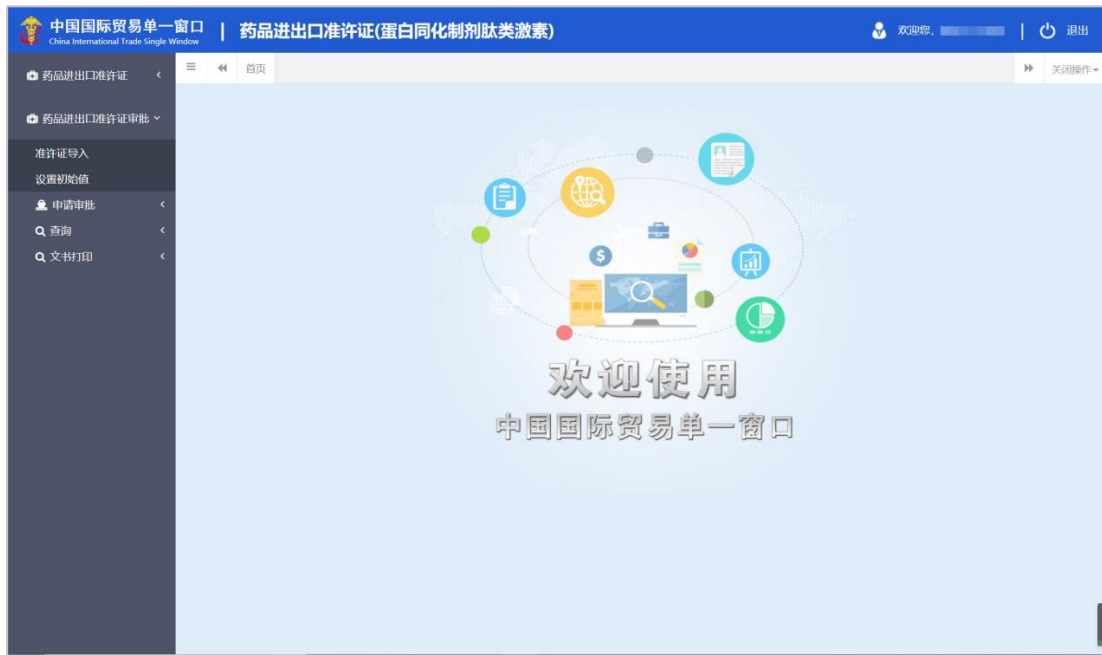 中国国际贸易单一窗口 | 药品进出口准许证(蛋白同化制剂肽类激素)
China International Trade Single Window
欢迎您,
退出
药品进出口准许证
首页
关闭操作
药品进出口准许证审批
准许证导入
设置初始值
申请审批
查询
文书打印
欢迎使用
中国国际贸易单一窗口